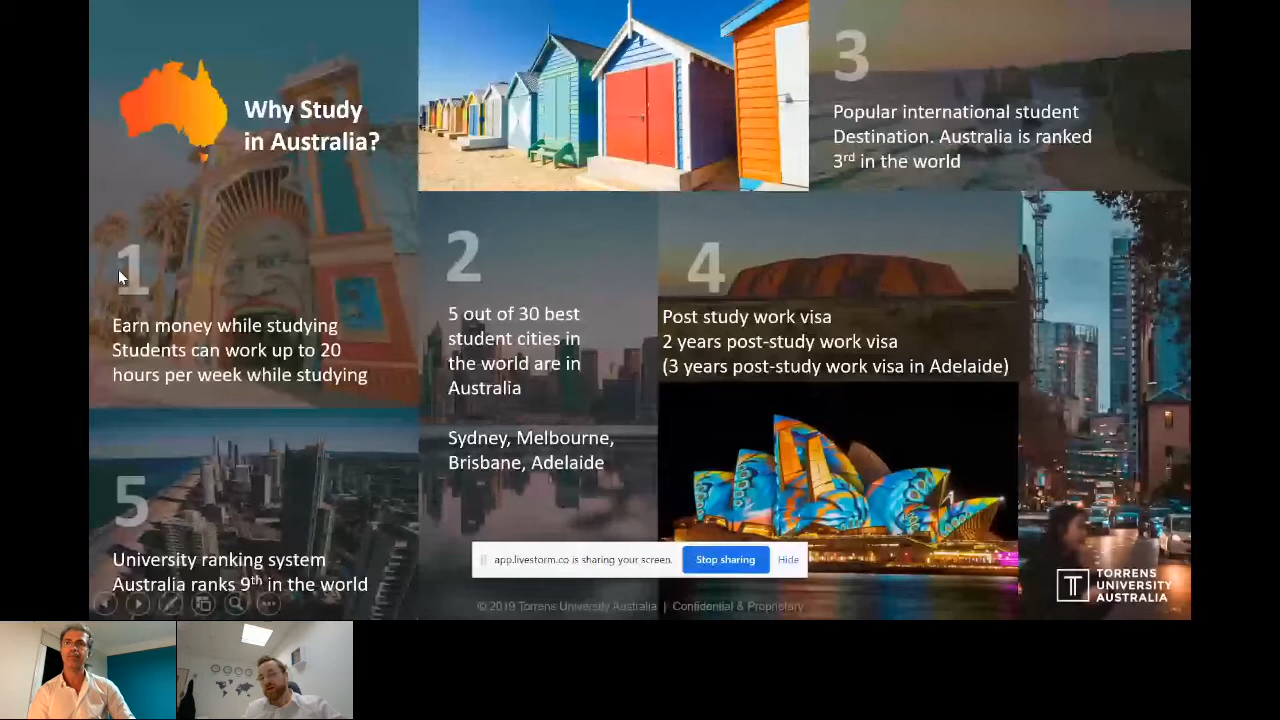 Why Study
in Australia?
1
Earn money while studying
Students can work up to 20
hours per week while studying
2
5 out of 30 best
student cities in
the world are in
Australia
Sydney, Melbourne,
Brisbane, Adelaide
3
Popular international student
Destination. Australia is ranked
3rd in the world
4
Post study work visa
2 years post-study work visa
(3 years post-study work visa in Adelaide)
5
University ranking system
Australia ranks 9th in the world
app.livestorm.co is sharing your screen.
Stop sharing
Hide
© 2019 Torrens University Australia | Confidential & Proprietary
TORRENS
UNIVERSITY
AUSTRALIA